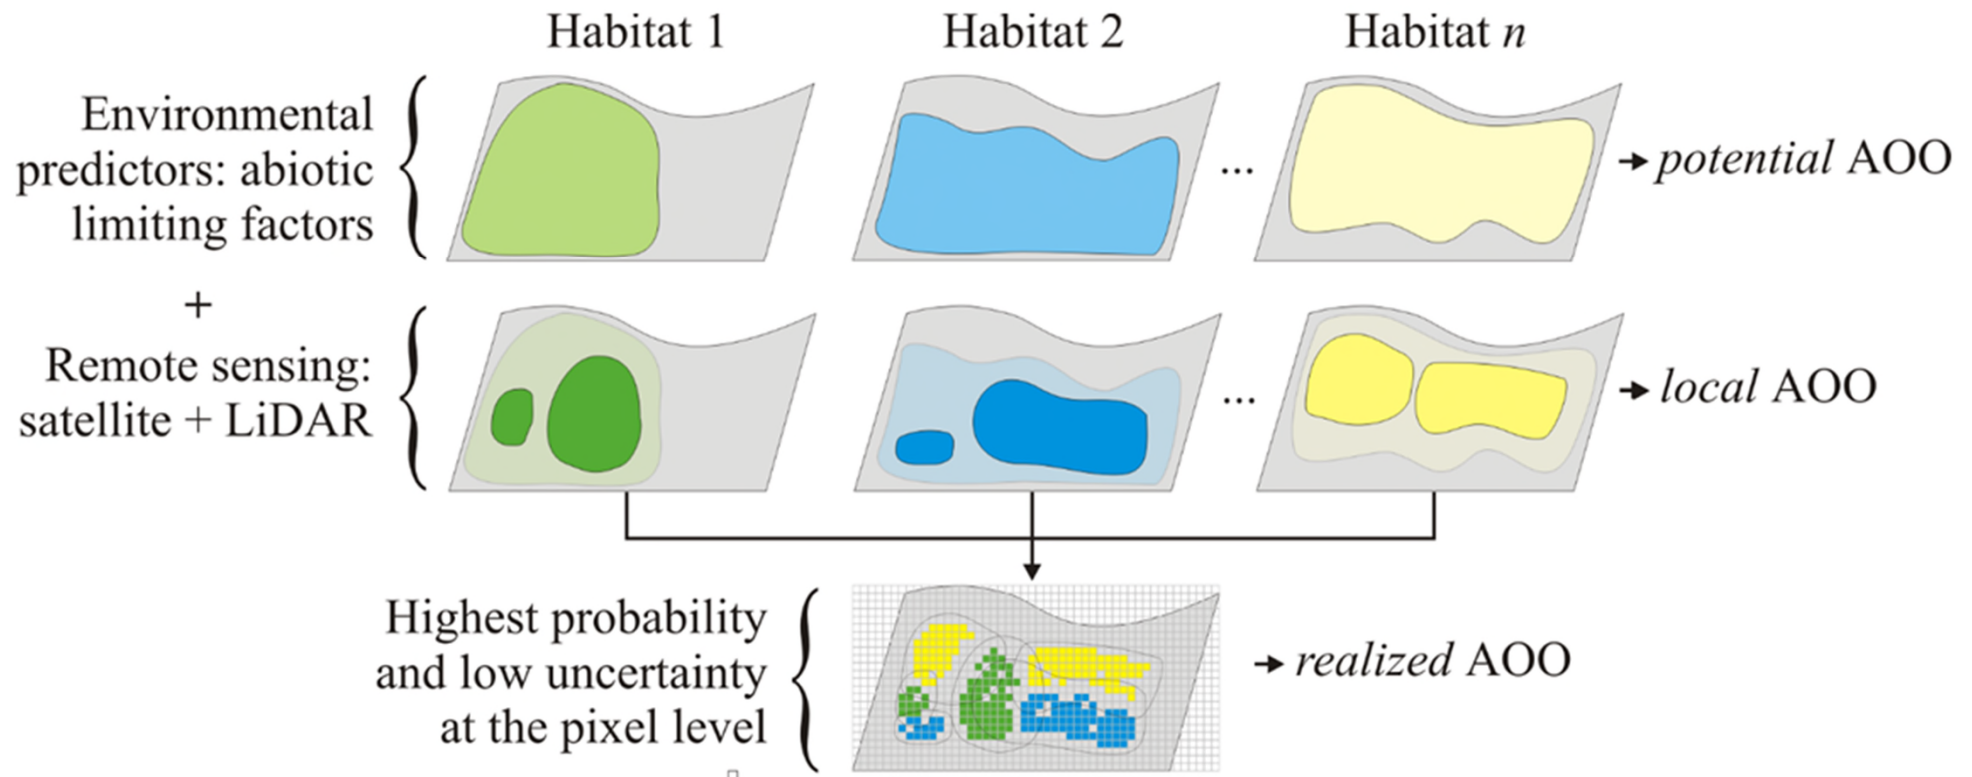 Habitat 1
Habitat 2
Habitat n
Environmental
predictors: abiotic
limiting factors
...
potential AOO
+
Remote sensing:
satellite + LiDAR
...
local AOO
Highest probability
and low uncertainty
at the pixel level
realized AOO